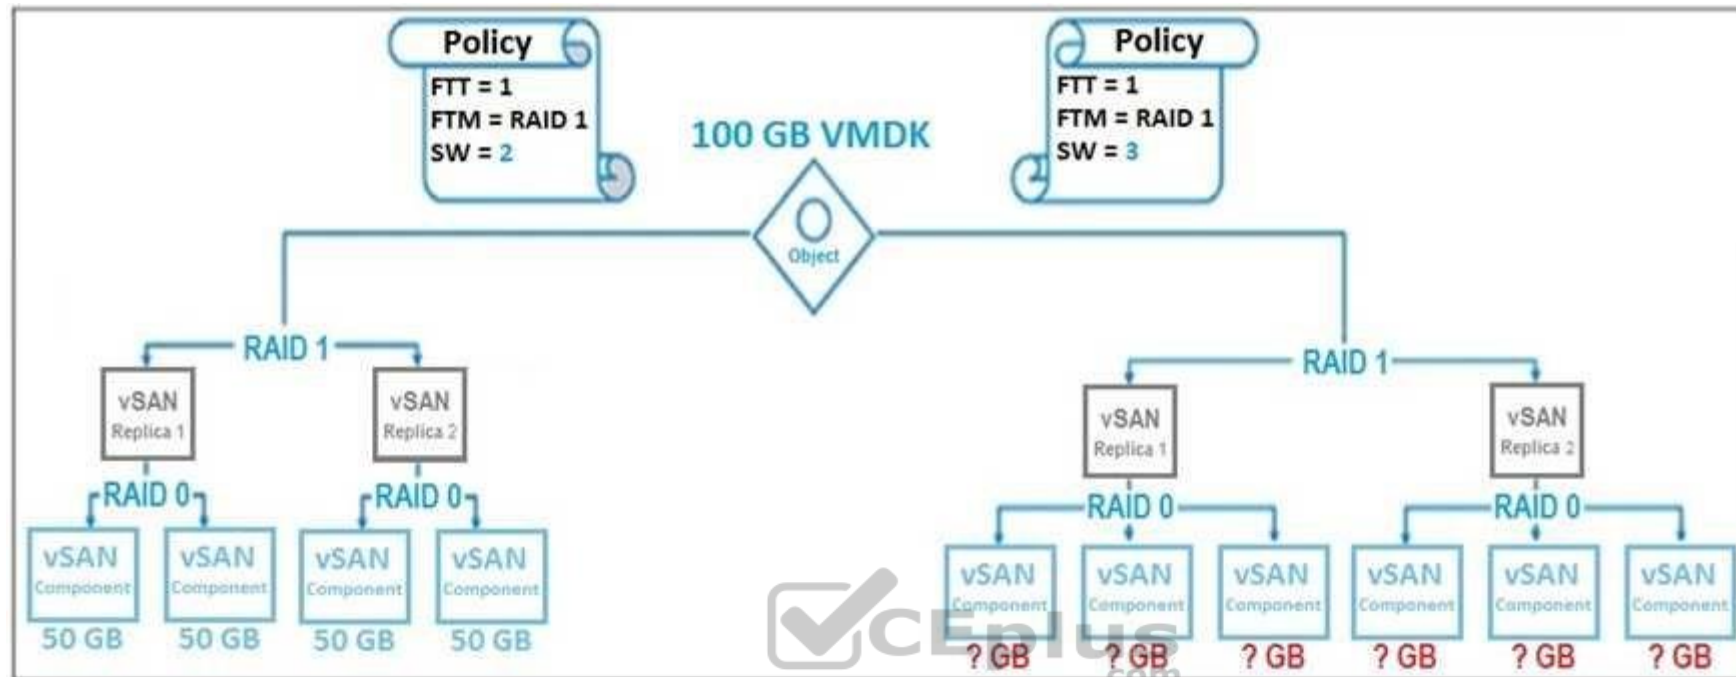 Policy
FTT = 1
FTM = RAID 1
SW = 2
100 GB VMDK
Object
Policy
FTT = 1
FTM = RAID 1
SW = 3
RAID 1
vSAN
Replica 1
vSAN
Replica 2
RAID 0
RAID 0
vSAN
Component
vSAN
Component
vSAN
Component
vSAN
Component
50 GB
50 GB
50 GB
50 GB
RAID 1
vSAN
Replica 1
vSAN
Replica 2
RAID 0
RAID 0
vSAN
Component
vSAN
Component
vSAN
Component
vSAN
Component
vSAN
Component
vSAN
Component
? GB
? GB
? GB
? GB
? GB
? GB
CEplus
.com